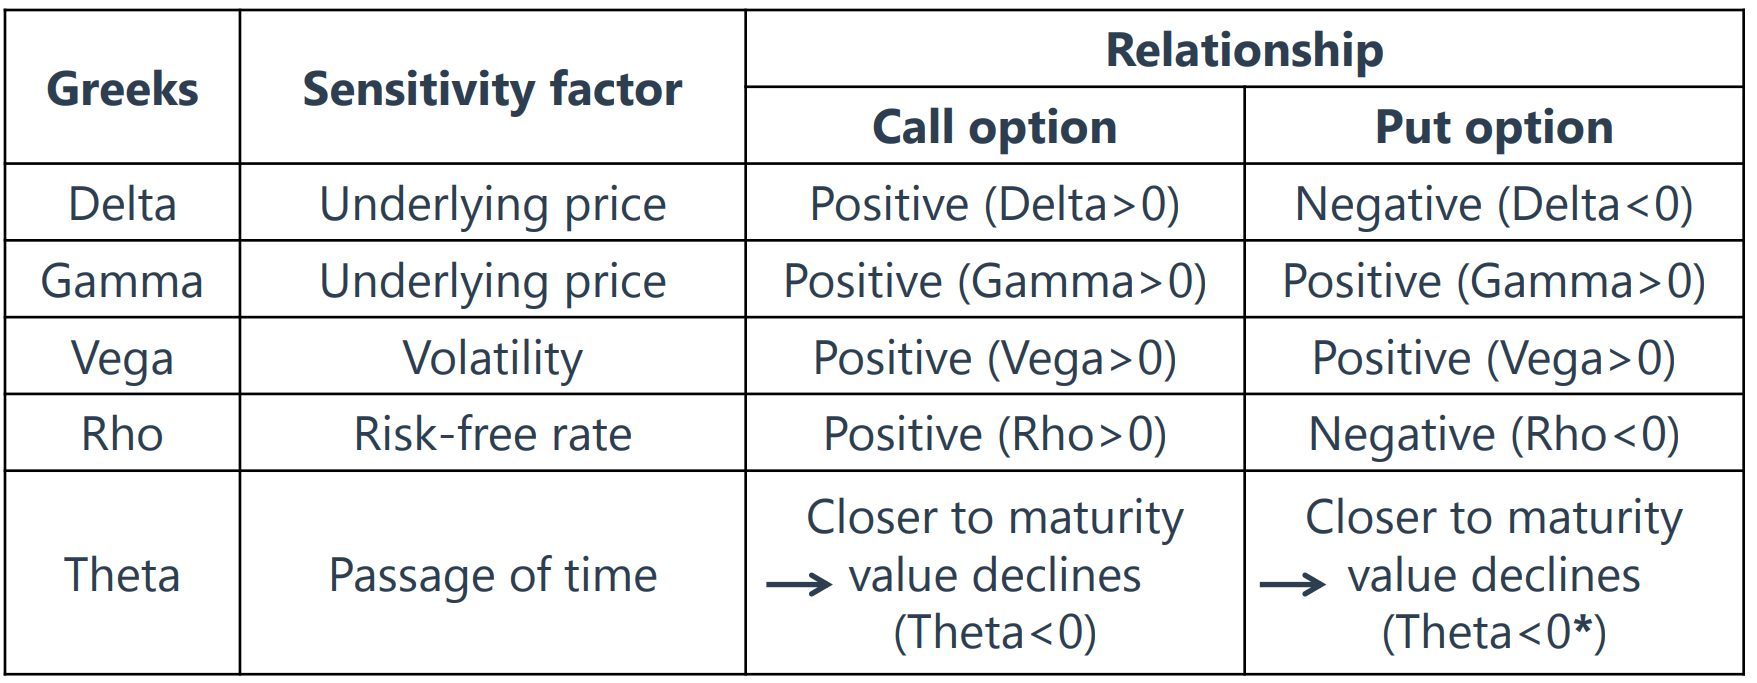 Greeks
Sensitivity factor
Relationship
Call option
Put option
Delta
Underlying price
Positive (Delta>0)
Negative (Delta<0)
Gamma
Underlying price
Positive (Gamma>0)
Positive (Gamma>0)
Vega
Volatility
Positive (Vega>0)
Positive (Vega>0)
Rho
Risk-free rate
Positive (Rho>0)
Negative (Rho<0)
Theta
Passage of time
Closer to maturity
→ value declines
(Theta<0)
Closer to maturity
→ value declines
(Theta<0*)